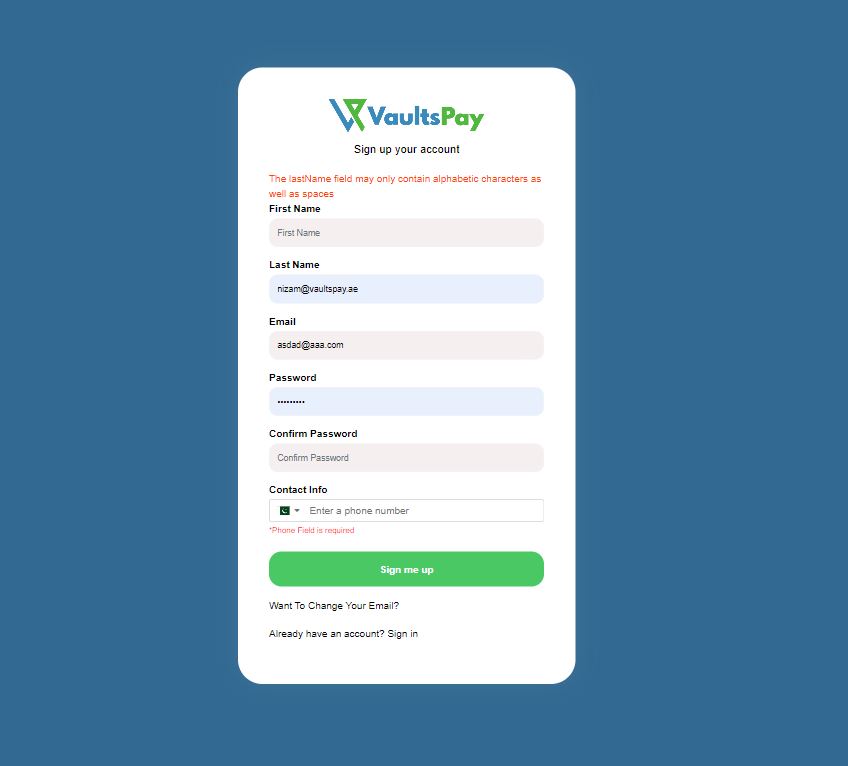 VaultsPay
Sign up your account
The lastName field may only contain alphabetic characters as
well as spaces
First Name
First Name
Last Name
nizam@vaultspay.ae
Email
asdad@aaa.com
Password
•••••••••
Confirm Password
Confirm Password
Contact Info
Enter a phone number
*Phone Field is required
Sign me up
Want To Change Your Email?
Already have an account? Sign in